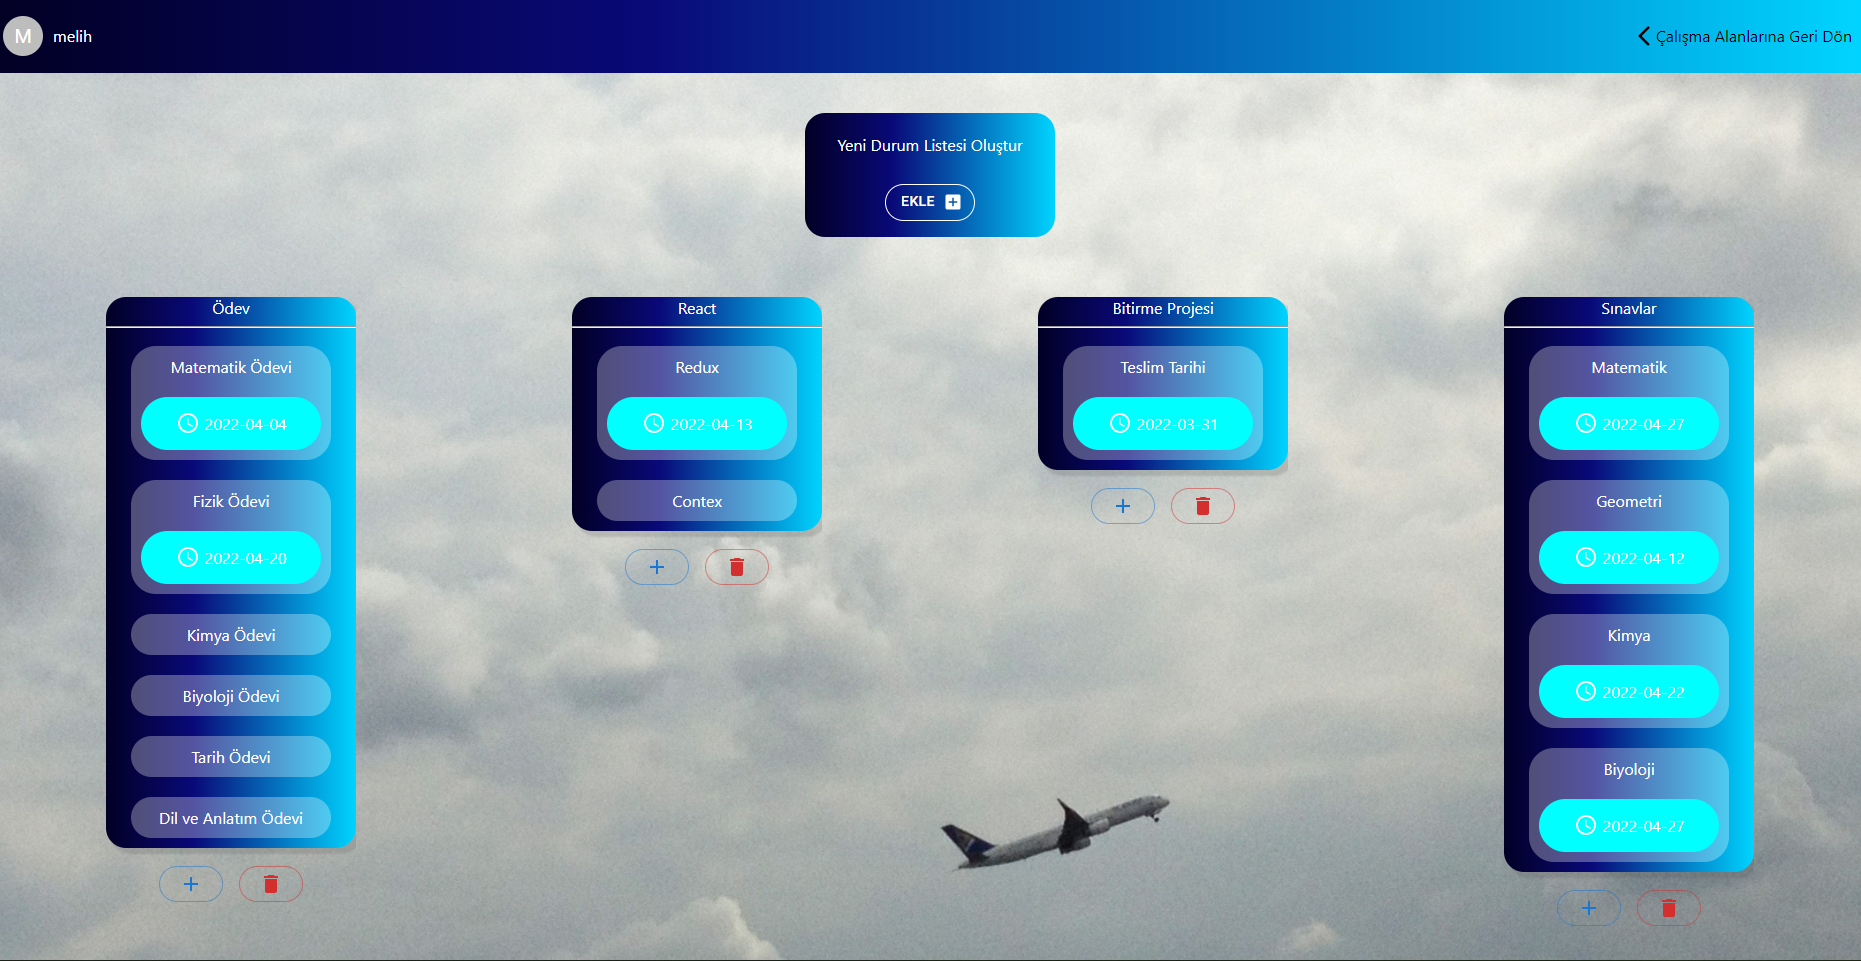 M
melih
Çalışma Alanlarına Geri Dön
Yeni Durum Listesi Oluştur
EKLE
Ödev
Matematik Ödevi
2022-04-04
Fizik Ödevi
2022-04-20
Kimya Ödevi
Biyoloji Ödevi
Tarih Ödevi
Dil ve Anlatım Ödevi
React
Redux
2022-04-13
Contex
Bitirme Projesi
Teslim Tarihi
2022-03-31
Sınavlar
Matematik
2022-04-27
Geometri
2022-04-12
Kimya
2022-04-22
Biyoloji
2022-04-27